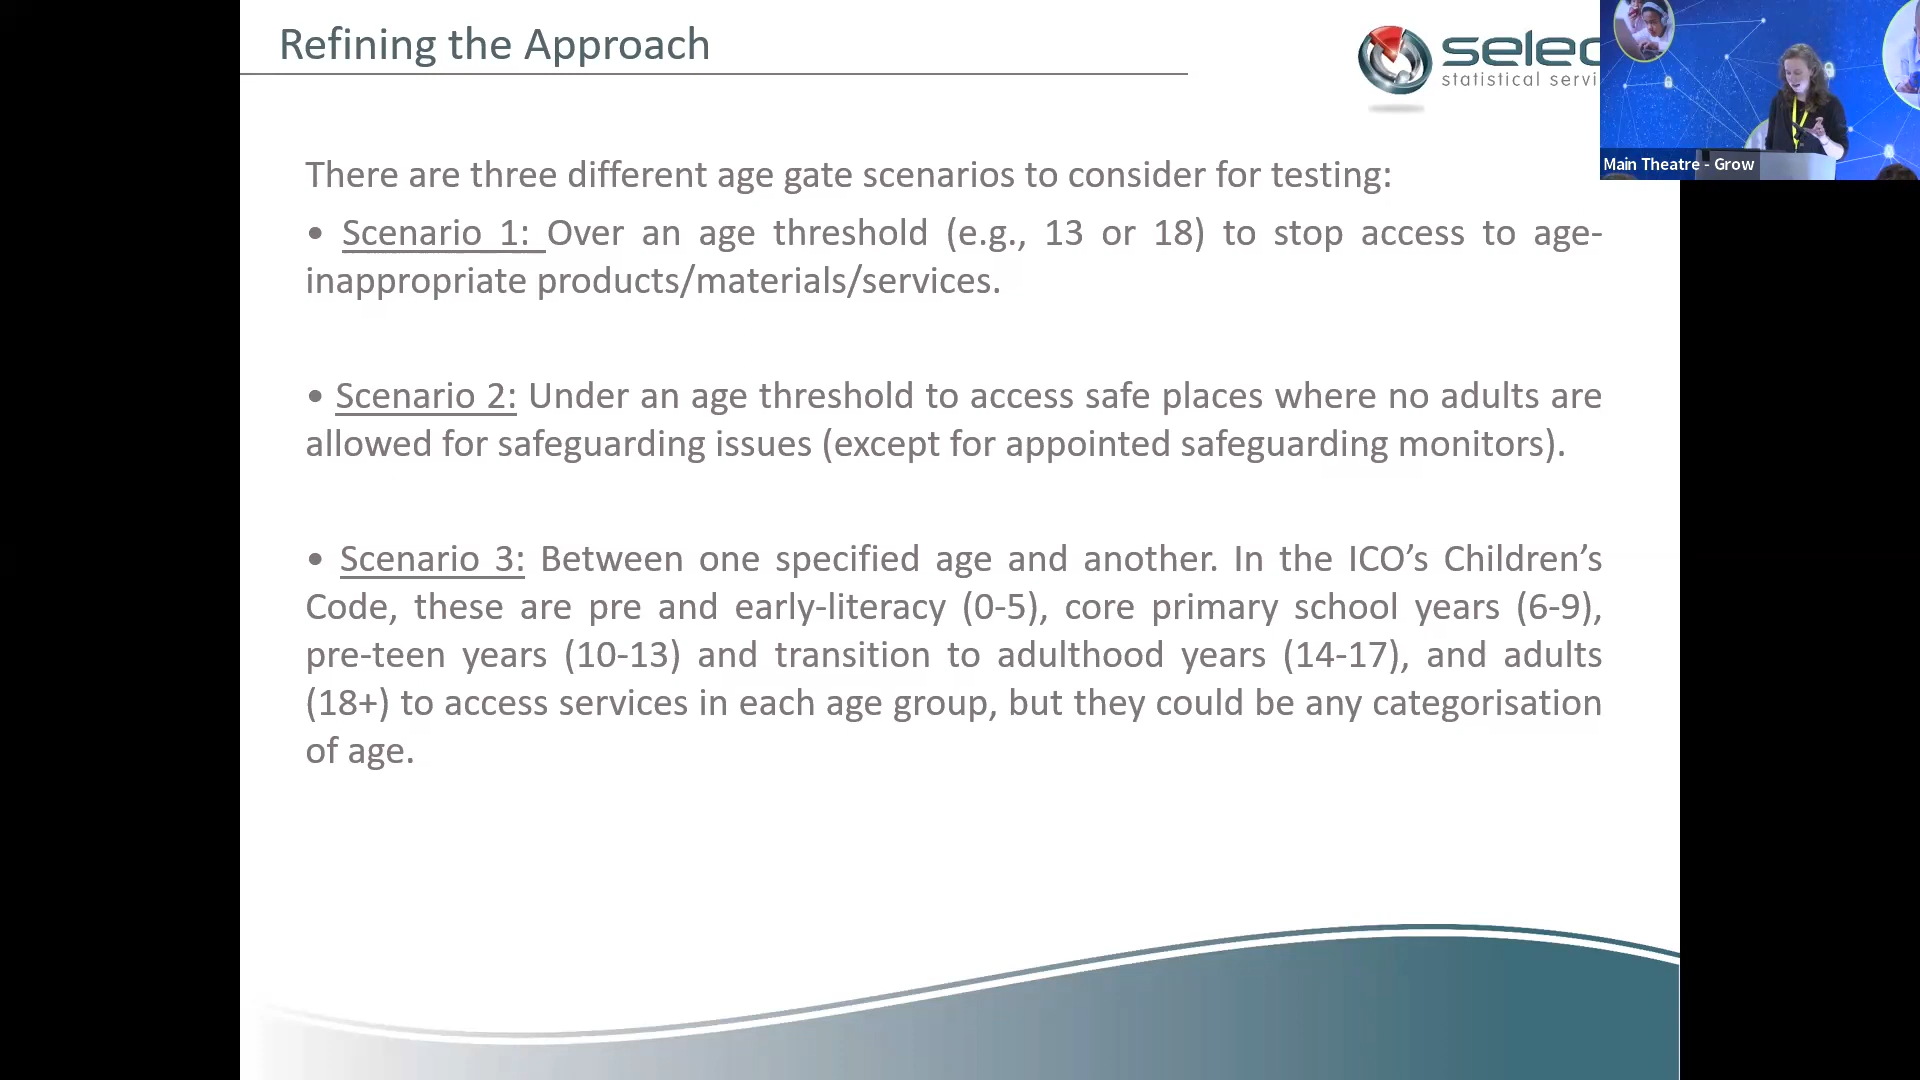 Refining the Approach
selec
statistical servi
Main Theatre - Grow
There are three different age gate scenarios to consider for testing:
• Scenario 1: Over an age threshold (e.g., 13 or 18) to stop access to age-
inappropriate products/materials/services.
• Scenario 2: Under an age threshold to access safe places where no adults are
allowed for safeguarding issues (except for appointed safeguarding monitors).
• Scenario 3: Between one specified age and another. In the ICO’s Children’s
Code, these are pre and early-literacy (0-5), core primary school years (6-9),
pre-teen years (10-13) and transition to adulthood years (14-17), and adults
(18+) to access services in each age group, but they could be any categorisation
of age.